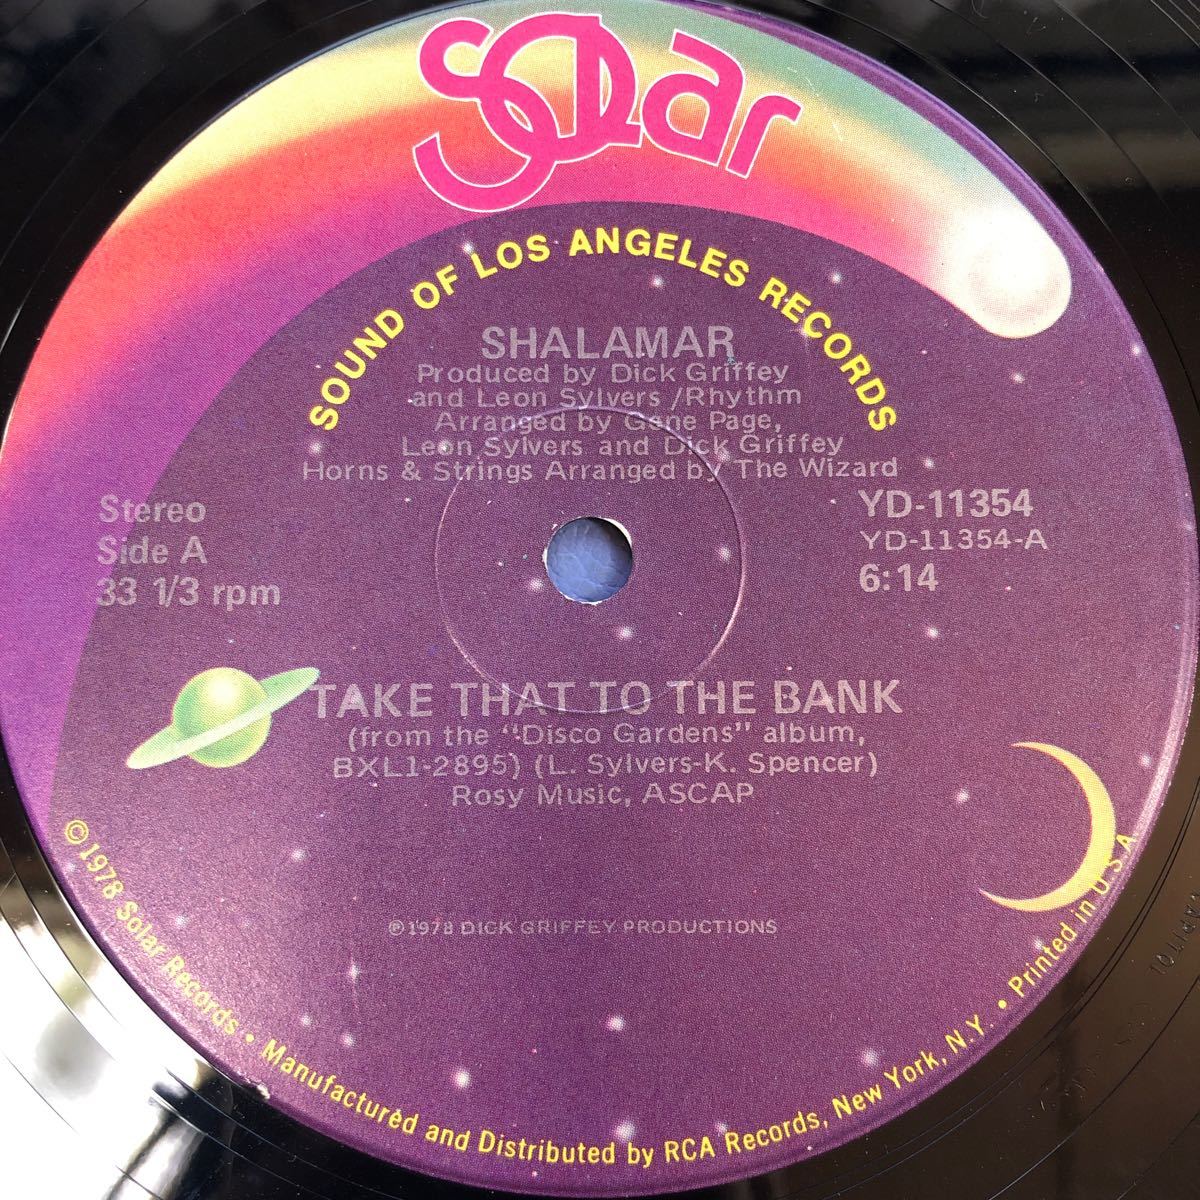 Solar
SOUND OF LOS ANGELES RECORDS
SHALAMAR
Produced by Dick Griffey
and Leon Sylvers /Rhythm
Arranged by Gene Page,
Leon Sylvers and Dick Griffey
Horns & Strings Arranged by The Wizard
Stereo
Side A
33 1/3 rpm
YD-11354
YD-11354-A
6:14
TAKE THAT TO THE BANK
(from the "Disco Gardens" album,
BXL1-2895) (L. Sylvers-K. Spencer)
Rosy Music, ASCAP
℗1978 DICK GRIFFEY PRODUCTIONS
©1978 Solar Records • Manufactured and Distributed by RCA Records, New York, N.Y. • Printed in U.S.A.